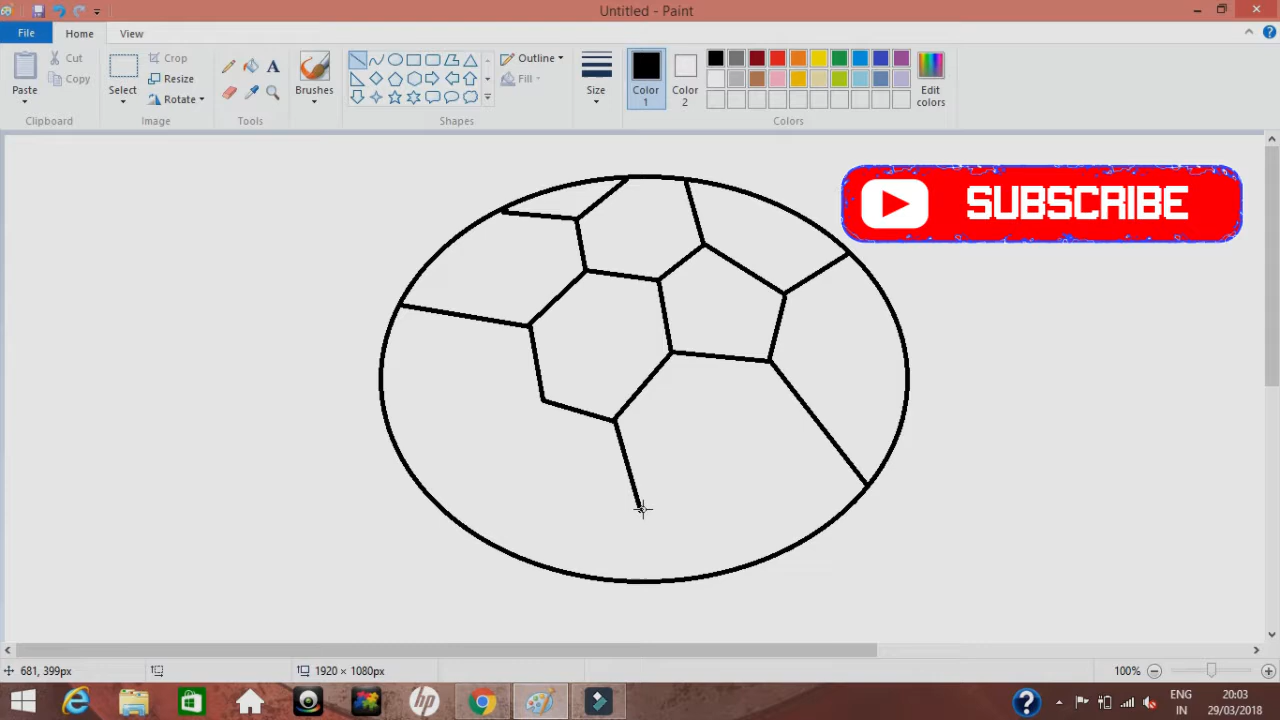 Untitled - Paint
File
Home
View
Paste
Cut
Copy
Clipboard
Select
Crop
Resize
Rotate
Image
A
Tools
Brushes
Outline
Fill
Shapes
Size
Color 1
Color 2
Edit colors
Colors
SUBSCRIBE
681, 399px
1920 × 1080px
100%
hp
ENG
IN
20:03
29/03/2018